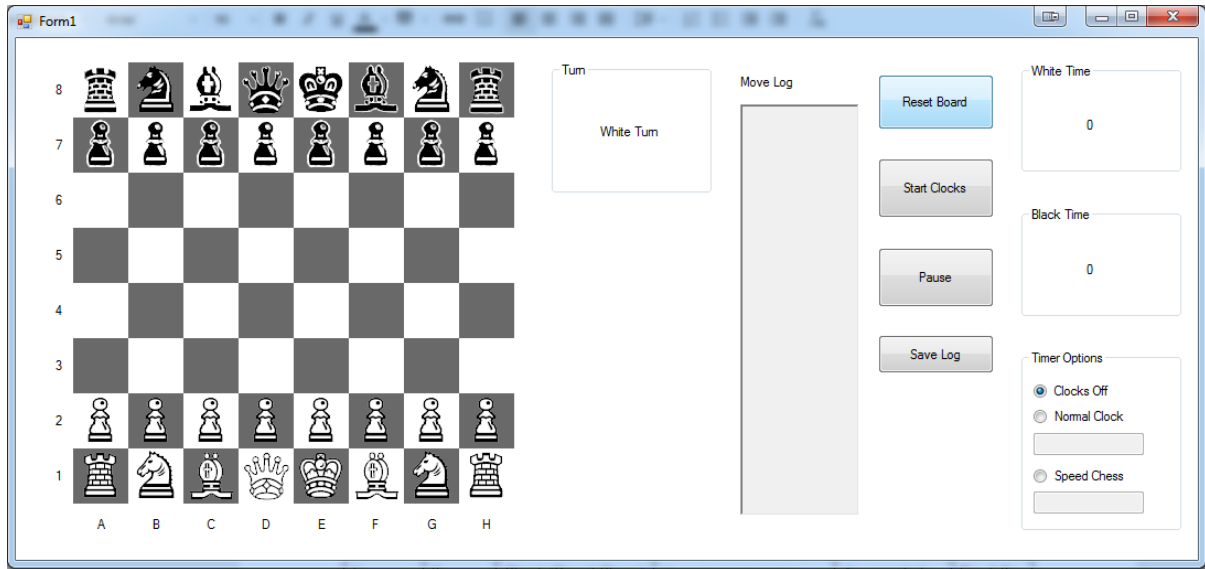 Form1
8
7
6
5
4
3
2
1
A B C D E F G H
Turn
White Turn
Move Log
Reset Board
Start Clocks
Pause
Save Log
White Time
0
Black Time
0
Timer Options
Clocks Off
Normal Clock
Speed Chess